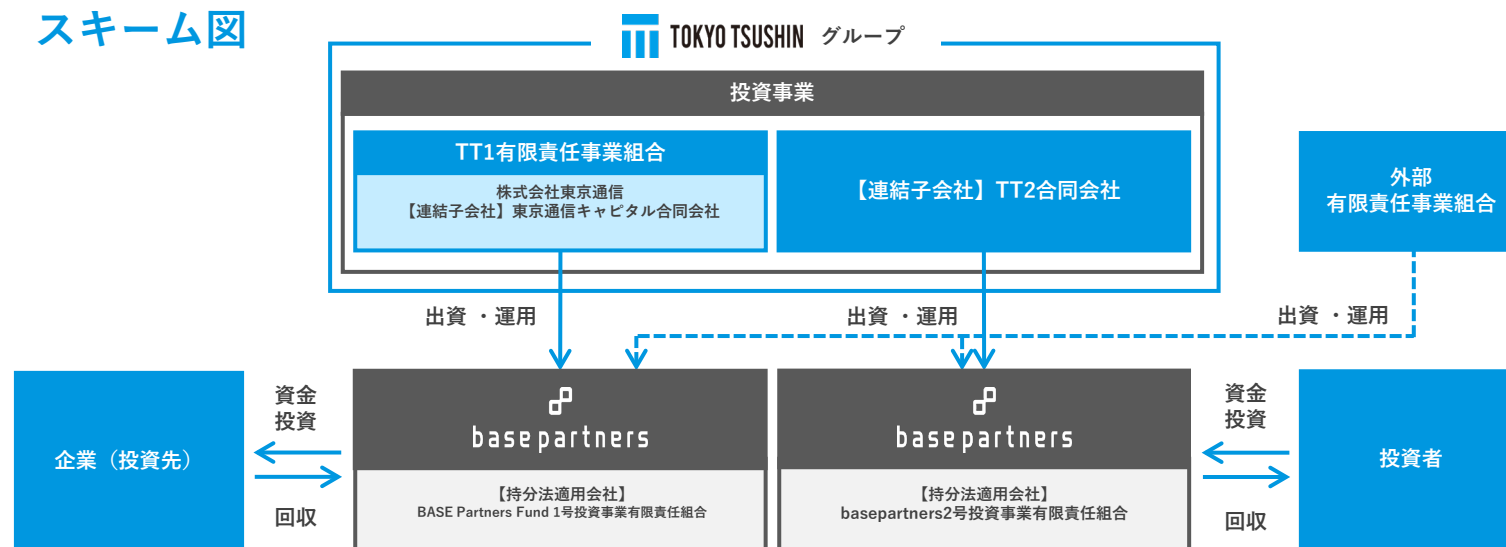 スキーム図
TOKYO TSUSHIN グループ
投資事業
TT1有限責任事業組合
株式会社東京通信
【連結子会社】東京通信キャピタル合同会社
【連結子会社】TT2合同会社
外部
有限責任事業組合
出資 ・運用
出資 ・運用
出資 ・運用
企業（投資先）
資金
投資
回収
base partners
【持分法適用会社】
BASE Partners Fund 1号投資事業有限責任組合
base partners
【持分法適用会社】
basepartners2号投資事業有限責任組合
資金
投資
回収
投資者